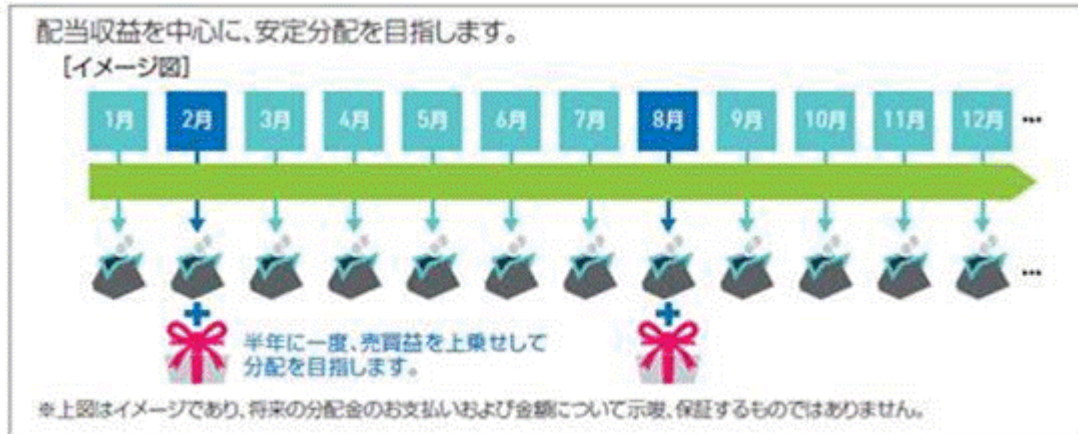 配当収益を中心に、安定分配を目指します。
[イメージ図]
1月 2月 3月 4月 5月 6月 7月 8月 9月 10月 11月 12月 …
…
半年に一度、売買益を上乗せして
分配を目指します。
※上図はイメージであり、将来の分配金のお支払いおよび金額について示唆、保証するものではありません。